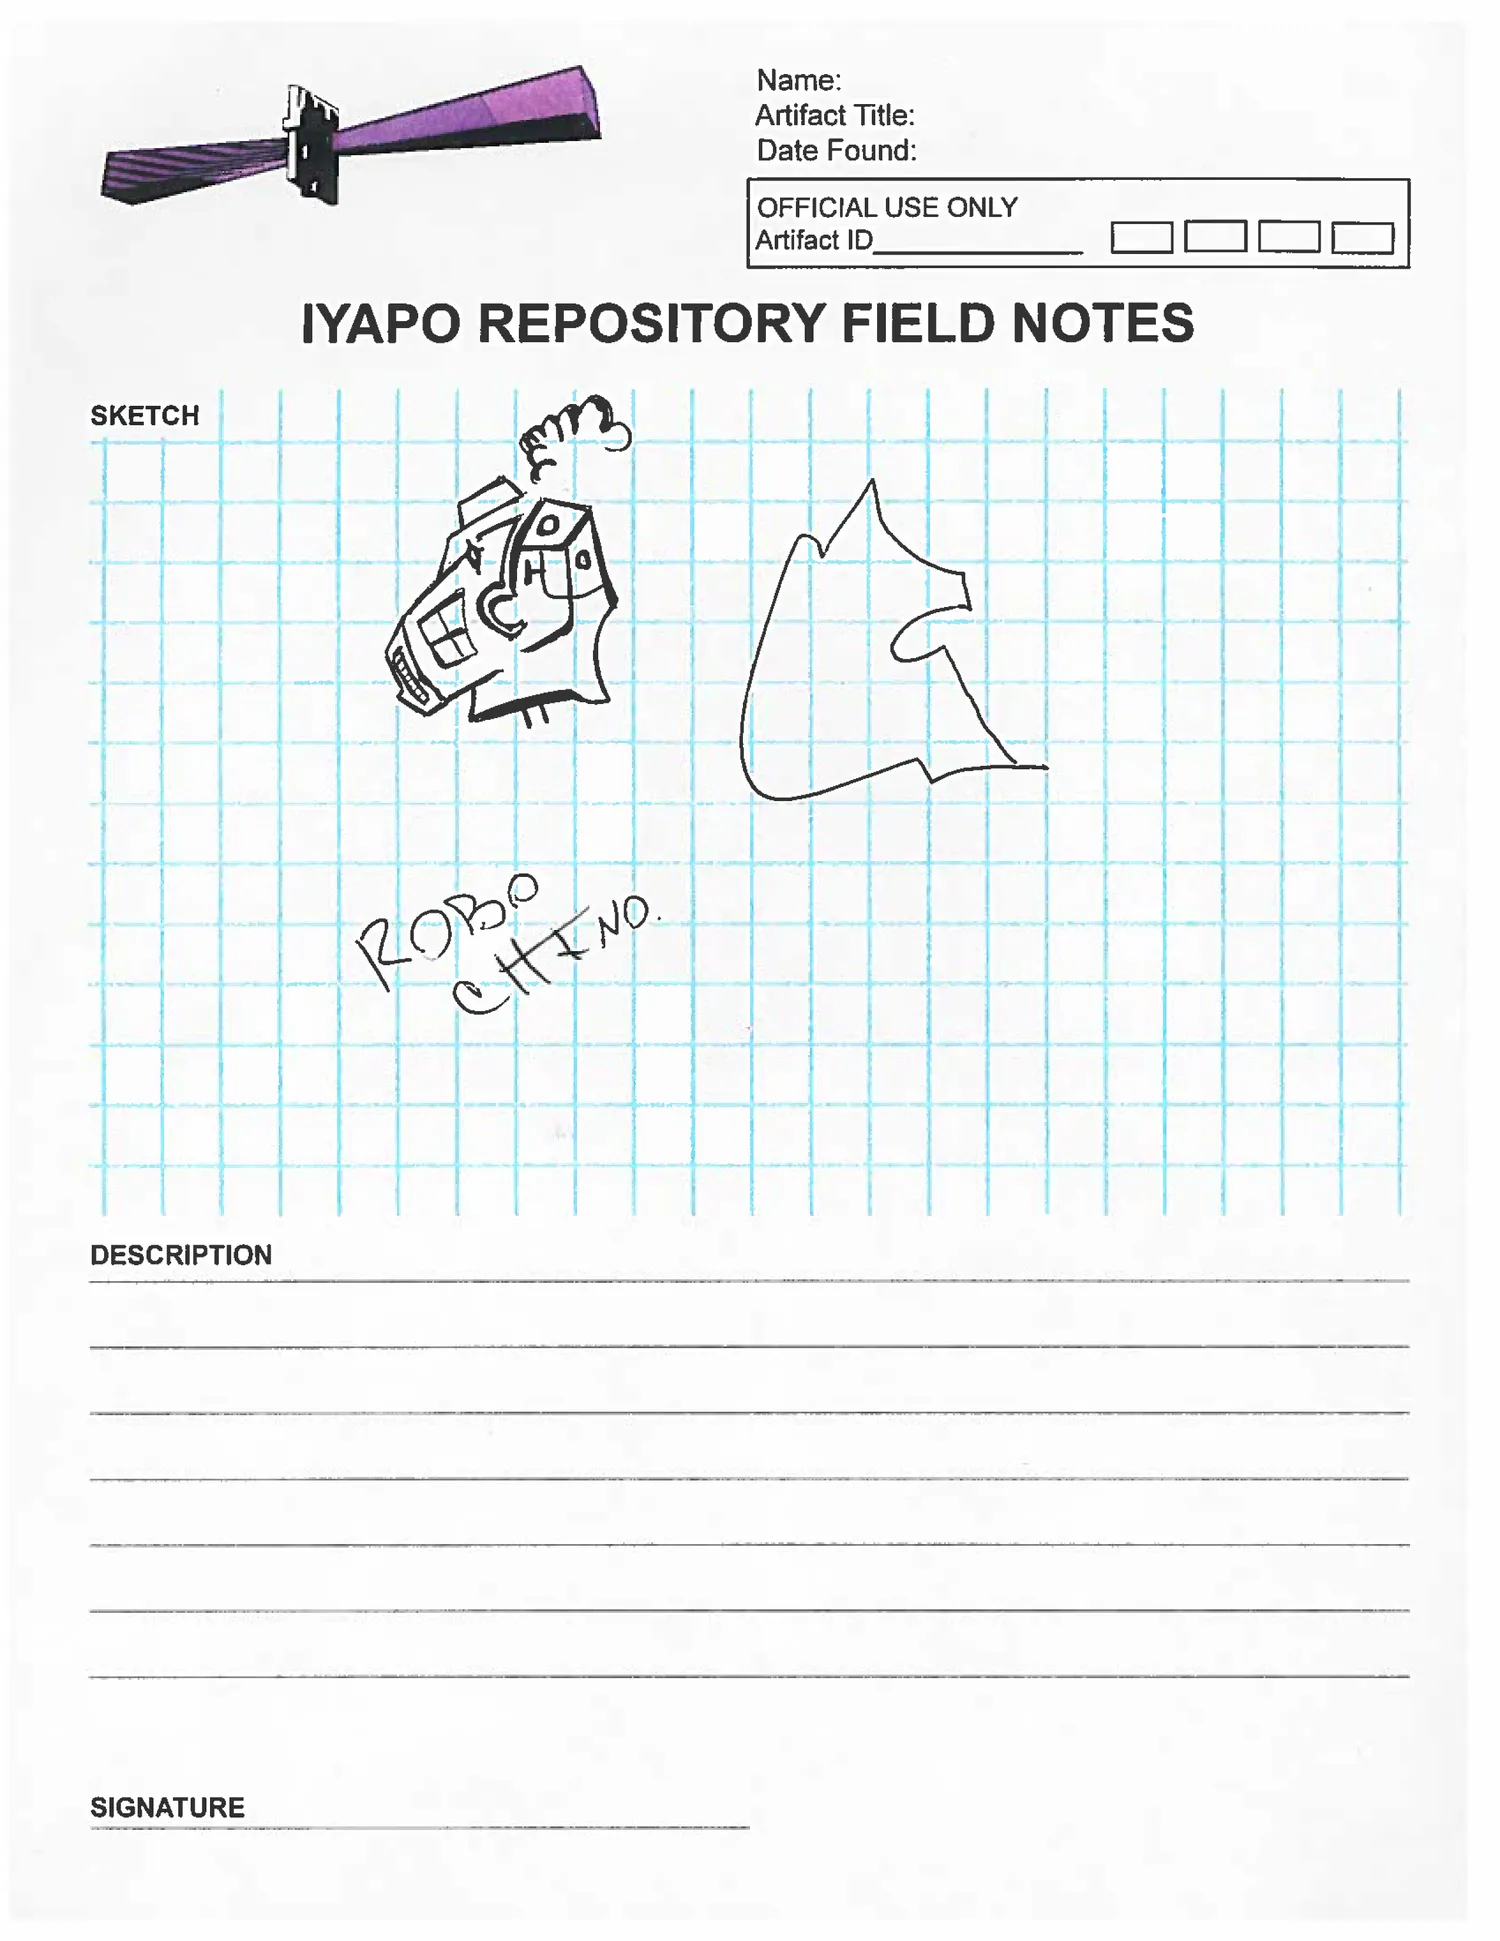 Name:
Artifact Title:
Date Found:
OFFICIAL USE ONLY
Artifact ID
IYAPO REPOSITORY FIELD NOTES
SKETCH
ROBO
CHINO.
DESCRIPTION
SIGNATURE